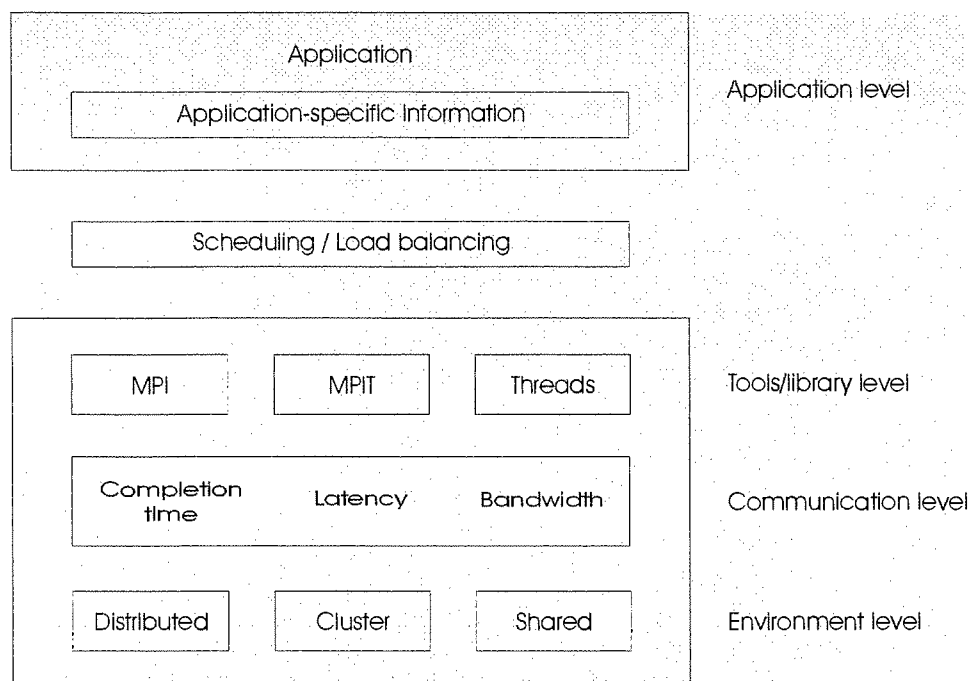 Application
Application-specific information
Application level
Scheduling / Load balancing
MPI MPIT Threads Tools/library level
Completion time Latency Bandwidth Communication level
Distributed Cluster Shared Environment level